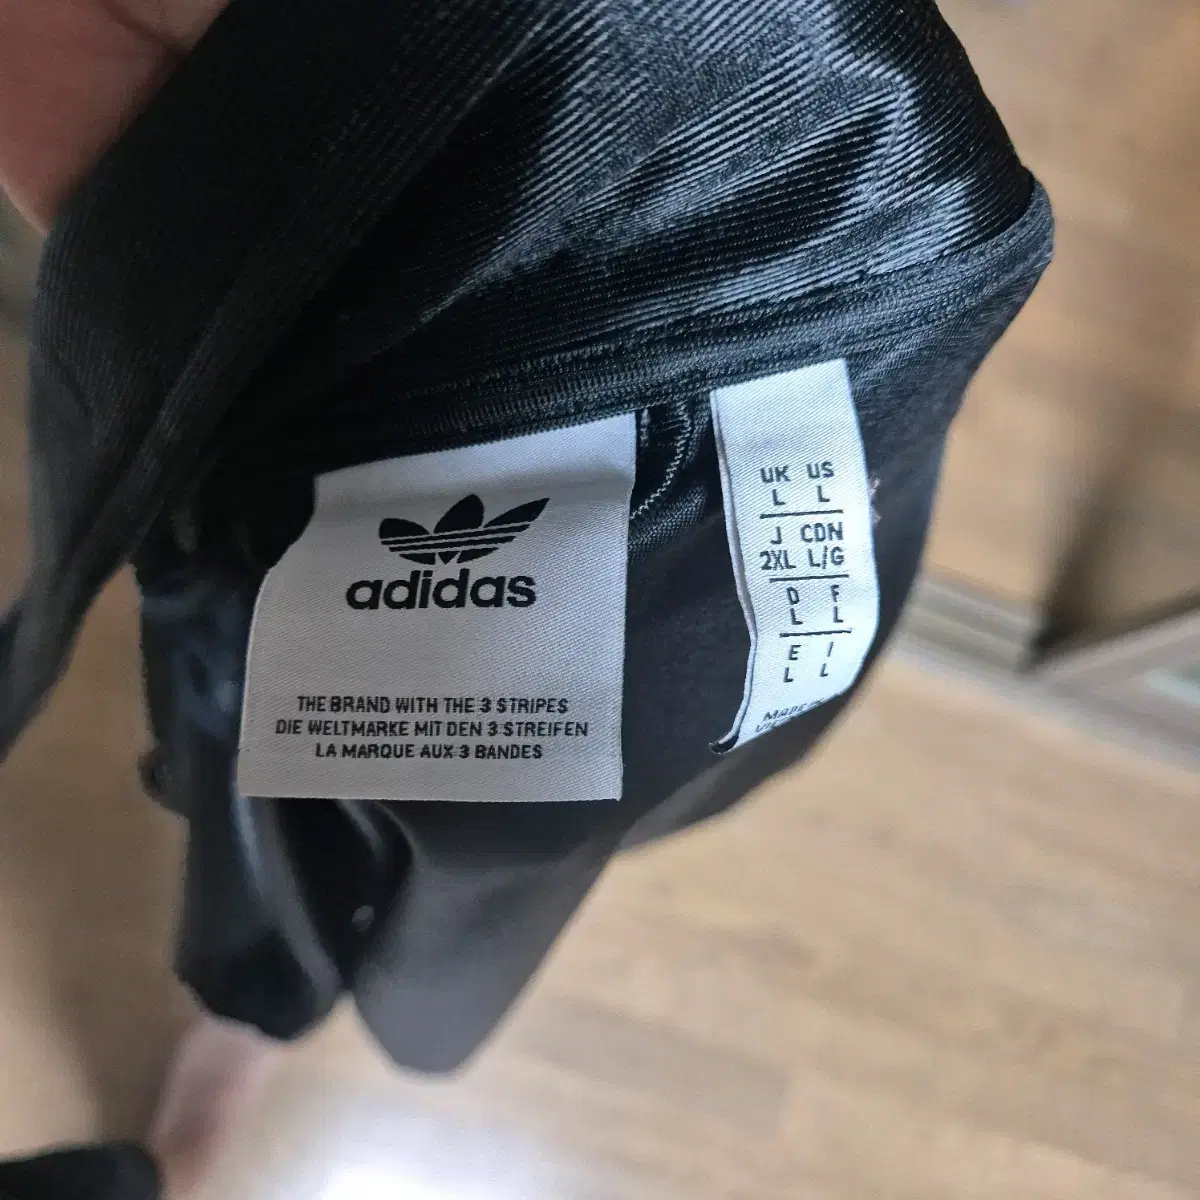 adidas
THE BRAND WITH THE 3 STRIPES
DIE WELTMARKE MIT DEN 3 STREIFEN
LA MARQUE AUX 3 BANDES
UK US
L L
J CDN
2XL L/G
D F
L L
E I
L L
MADE